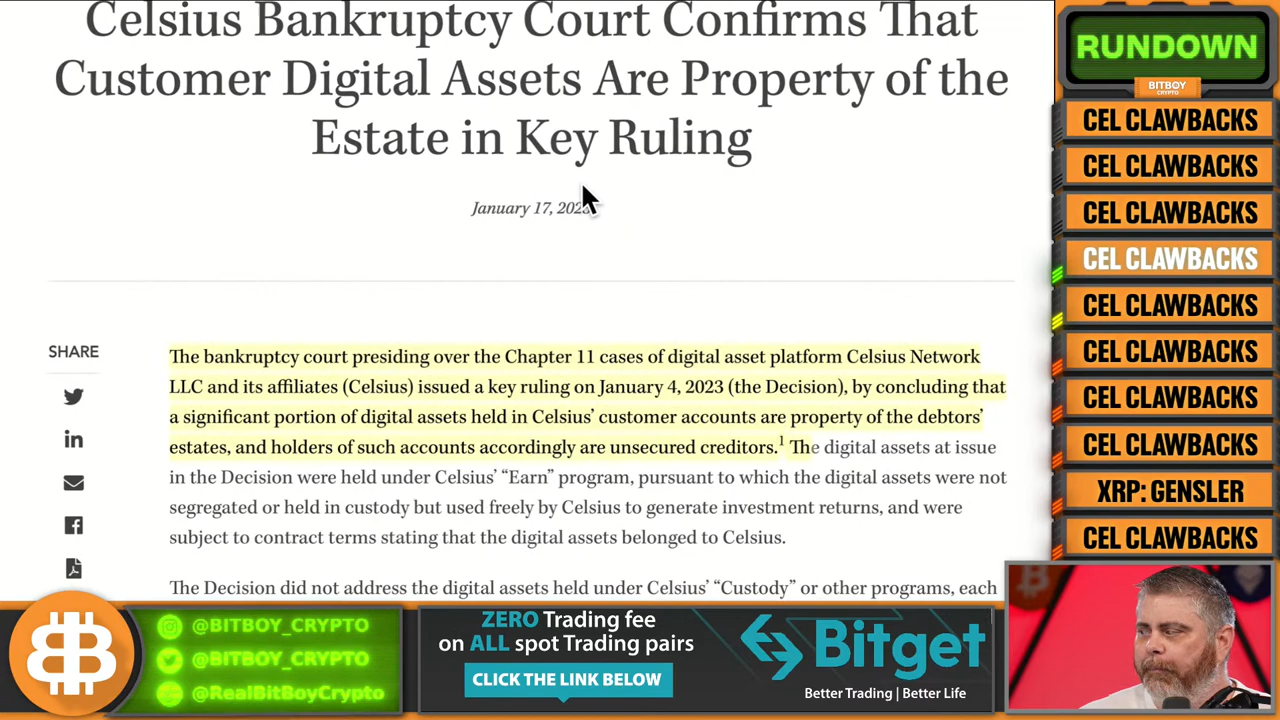 Celsius Bankruptcy Court Confirms That
Customer Digital Assets Are Property of the
Estate in Key Ruling
January 17,
SHARE
The bankruptcy court presiding over the Chapter 11 cases of digital asset platform Celsius Network
LLC and its affiliates (Celsius) issued a key ruling on January 4, 2023 (the Decision), by concluding that
a significant portion of digital assets held in Celsius’ customer accounts are property of the debtors’
estates, and holders of such accounts accordingly are unsecured creditors.1 The digital assets at issue
in the Decision were held under Celsius’ “Earn” program, pursuant to which the digital assets were not
segregated or held in custody but used freely by Celsius to generate investment returns, and were
subject to contract terms stating that the digital assets belonged to Celsius.
The Decision did not address the digital assets held under Celsius’ “Custody” or other programs, each
RUNDOWN
BITBOY
CRYPTO
CEL CLAWBACKS
CEL CLAWBACKS
CEL CLAWBACKS
CEL CLAWBACKS
CEL CLAWBACKS
CEL CLAWBACKS
CEL CLAWBACKS
CEL CLAWBACKS
XRP: GENSLER
CEL CLAWBACKS
@BITBOY_CRYPTO
@BITBOY_CRYPTO
@RealBitBoyCrypto
ZERO Trading fee
on ALL spot Trading pairs
CLICK THE LINK BELOW
Bitget
Better Trading | Better Life